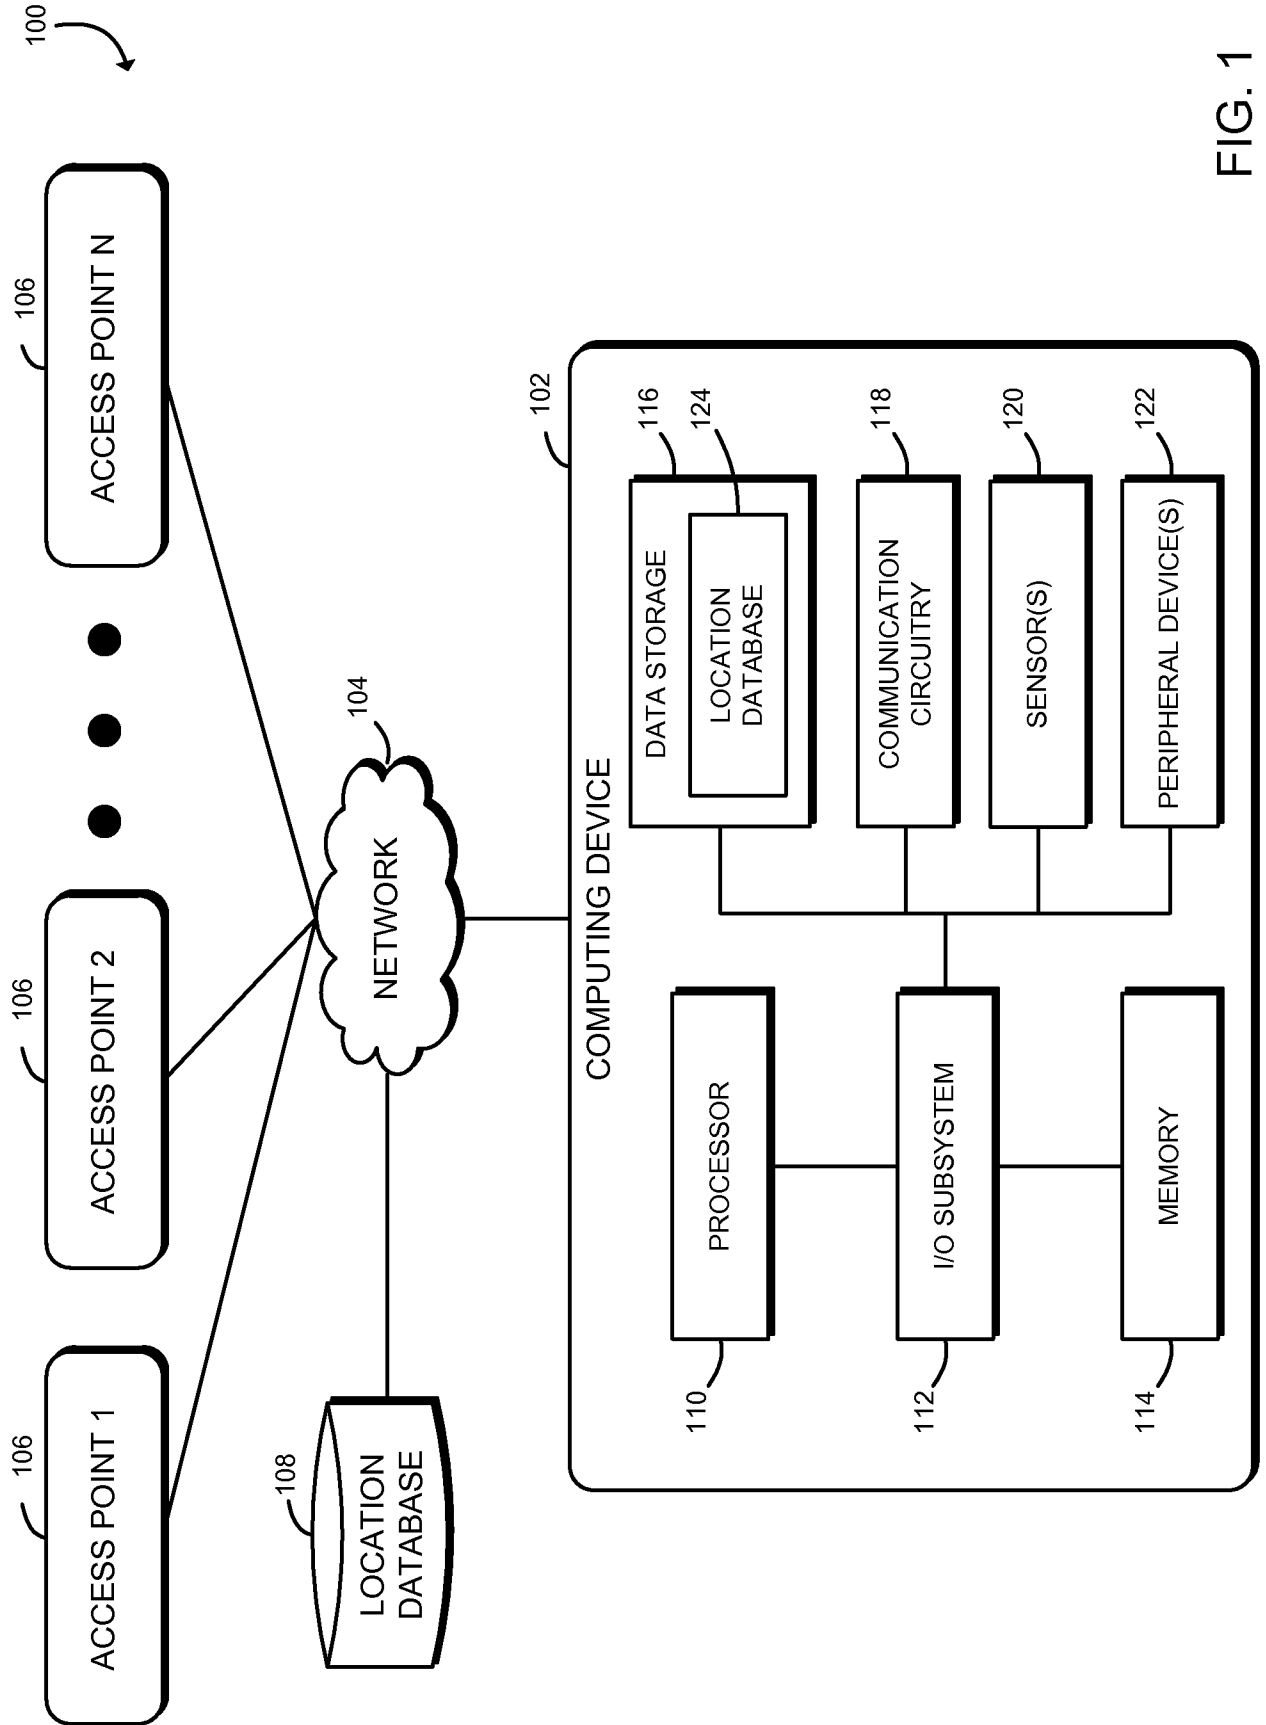 100
106
106
106
ACCESS POINT 1
ACCESS POINT 2
ACCESS POINT N
108
LOCATION
DATABASE
104
NETWORK
102
COMPUTING DEVICE
110
PROCESSOR
112
I/O SUBSYSTEM
114
MEMORY
116
DATA STORAGE
124
LOCATION
DATABASE
118
COMMUNICATION
CIRCUITRY
120
SENSOR(S)
122
PERIPHERAL DEVICE(S)
FIG. 1